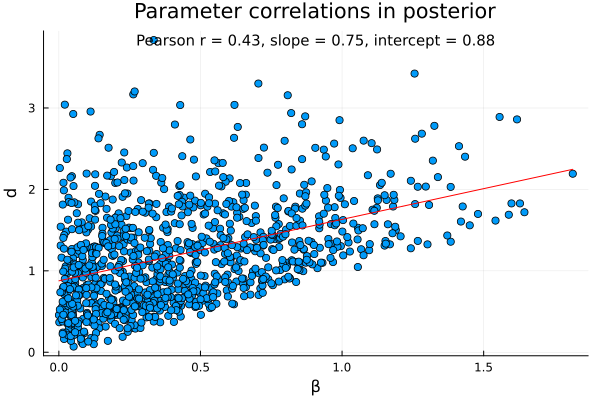 Parameter correlations in posterior
Pearson r = 0.43, slope = 0.75, intercept = 0.88
3
2
1
0
d
0.0 0.5 1.0 1.5
β